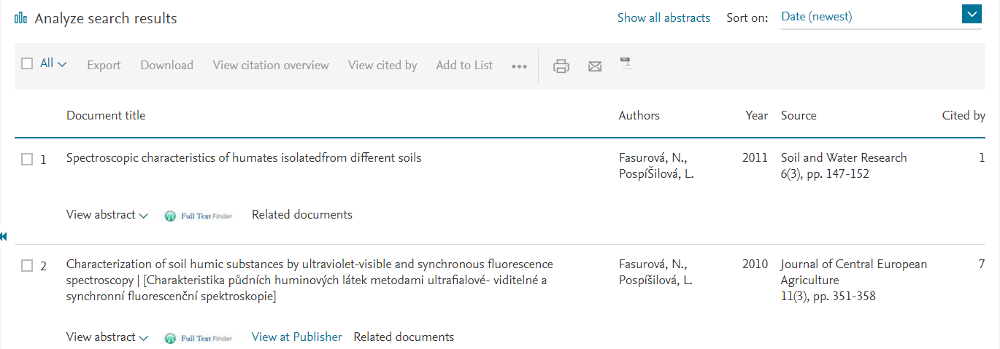 Analyze search results
Show all abstracts Sort on: Date (newest)
All Export Download View citation overview View cited by Add to List •••
Document title Authors Year Source Cited by
1 Spectroscopic characteristics of humates isolatedfrom different soils Fasurová, N., 2011 Soil and Water Research 1
PospíŠilová, L. 6(3), pp. 147-152
View abstract Full Text Finder Related documents
2 Characterization of soil humic substances by ultraviolet-visible and synchronous fluorescence Fasurová, N., 2010 Journal of Central European 7
spectroscopy | [Charakteristika půdních huminových látek metodami ultrafialové- viditelné a Pospíšilová, L. Agriculture
synchronní fluorescenční spektroskopie] 11(3), pp. 351-358
View abstract Full Text Finder View at Publisher Related documents